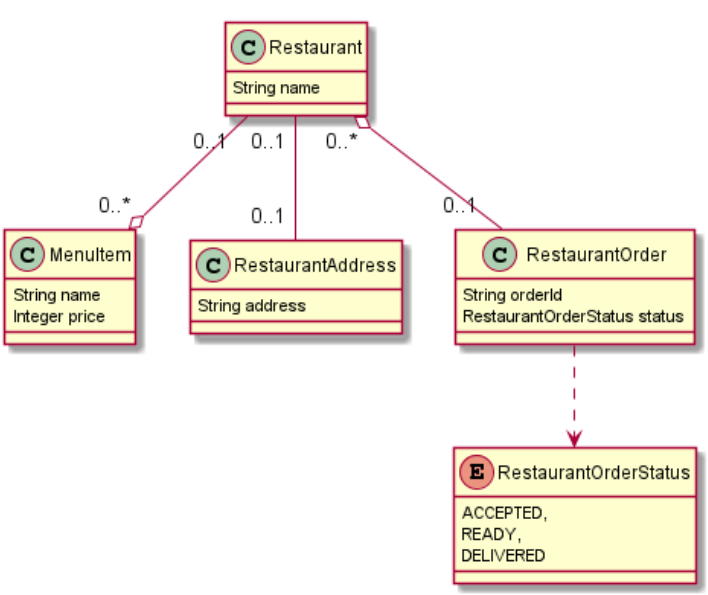 C Restaurant
String name
0..1 0..1 0..*
0..* 0..1 0..1
C MenuItem
String name
Integer price
C RestaurantAddress
String address
C RestaurantOrder
String orderId
RestaurantOrderStatus status
E RestaurantOrderStatus
ACCEPTED,
READY,
DELIVERED